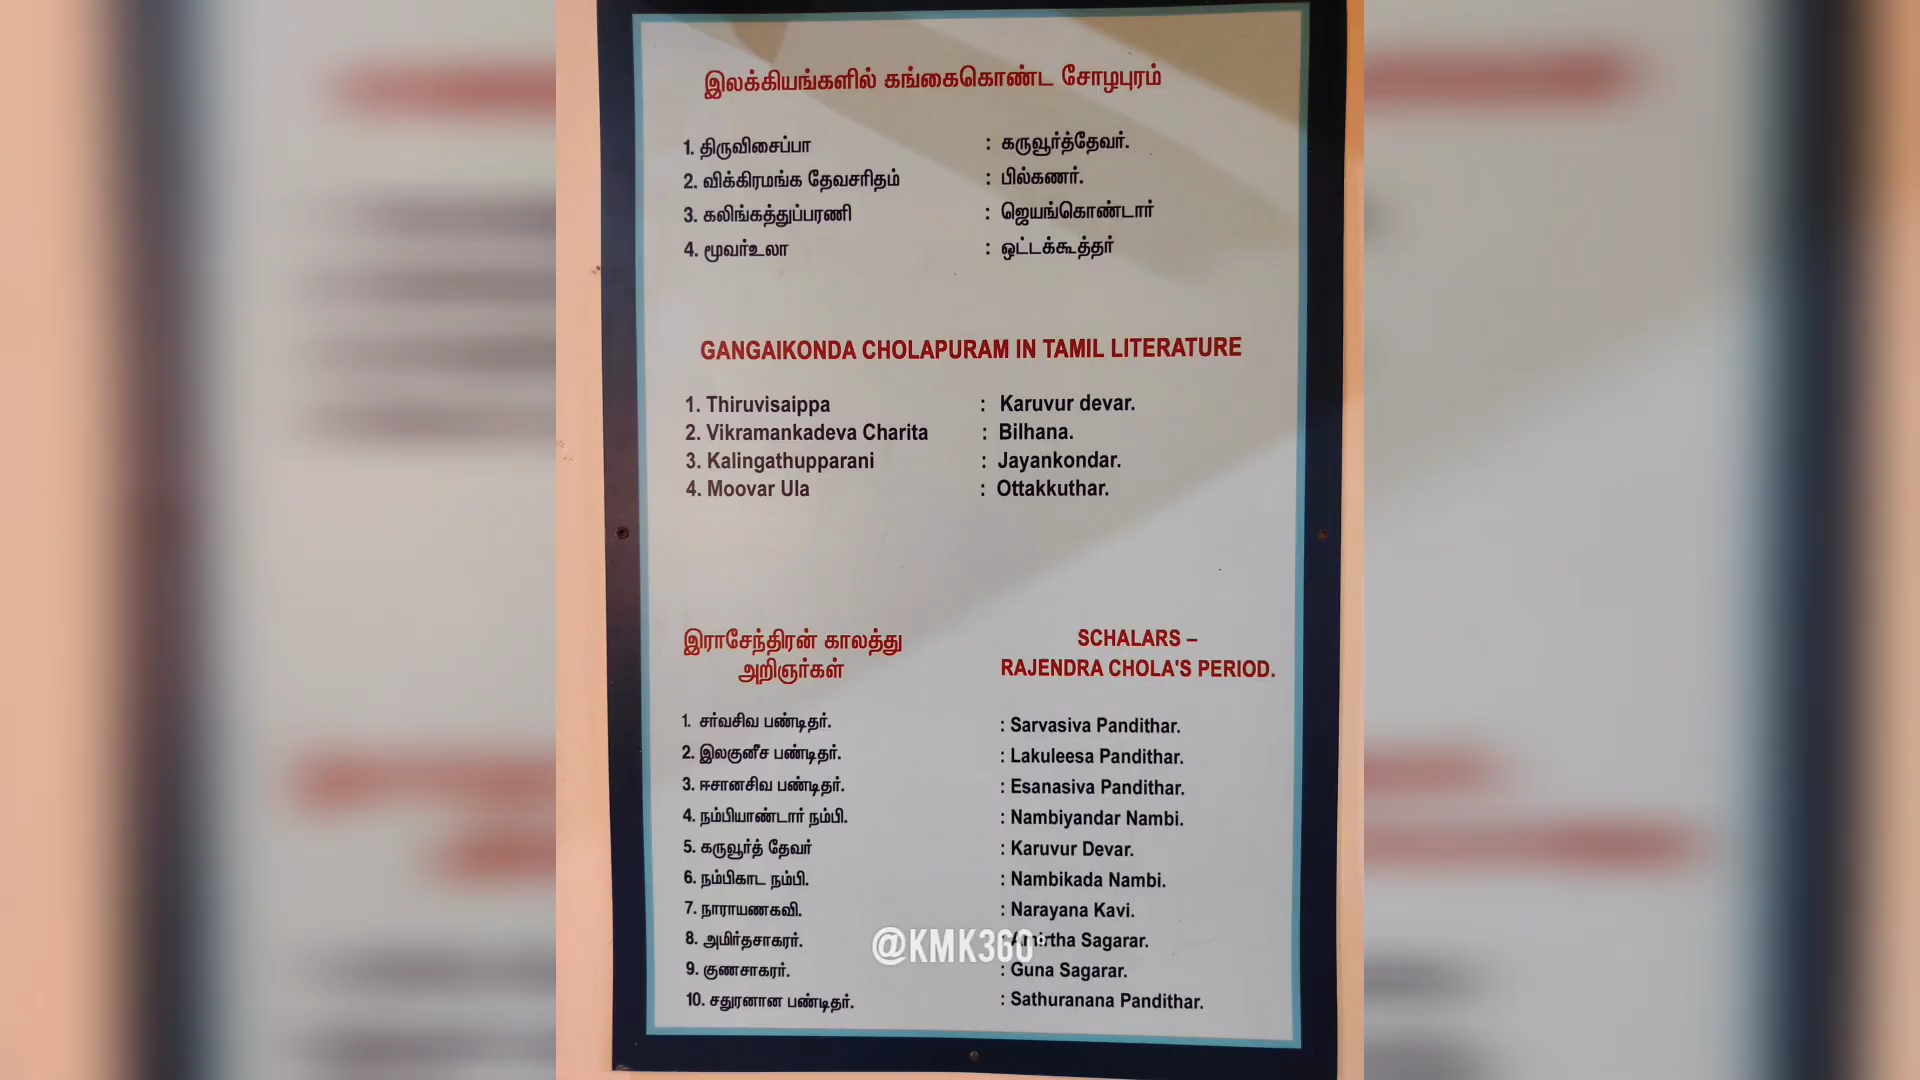 இலக்கியங்களில் கங்கைகொண்ட சோழபுரம்
1. திருவிசைப்பா : கருவூர்த்தேவர்.
2. விக்கிரமங்க தேவசரிதம் : பில்கணர்.
3. கலிங்கத்துப்பரணி : ஜெயங்கொண்டார்
4. மூவர்உலா : ஒட்டக்கூத்தர்
GANGAIKONDA CHOLAPURAM IN TAMIL LITERATURE
1. Thiruvisaippa : Karuvur devar.
2. Vikramankadeva Charita : Bilhana.
3. Kalingathupparani : Jayankondar.
4. Moovar Ula : Ottakkuthar.
இராசேந்திரன் காலத்து
அறிஞர்கள்
SCHALARS –
RAJENDRA CHOLA'S PERIOD.
1. சர்வசிவ பண்டிதர். : Sarvasiva Pandithar.
2. இலகுனீச பண்டிதர். : Lakuleesa Pandithar.
3. ஈசானசிவ பண்டிதர். : Esanasiva Pandithar.
4. நம்பியாண்டார் நம்பி. : Nambiyandar Nambi.
5. கருவூர்த் தேவர் : Karuvur Devar.
6. நம்பிகாட நம்பி. : Nambikada Nambi.
7. நாராயணகவி. : Narayana Kavi.
8. அமிர்தசாகரர். : Amirtha Sagarar.
@KMK360
9. குணசாகரர். : Guna Sagarar.
10. சதுரனான பண்டிதர். : Sathuranana Pandithar.